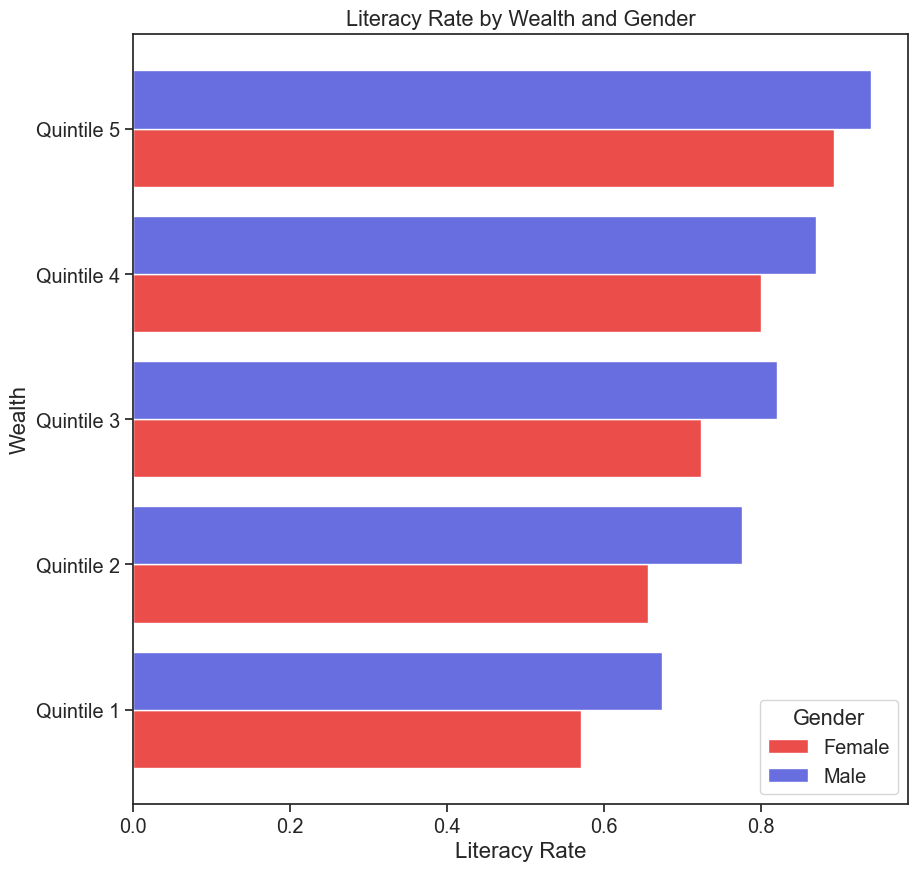 Literacy Rate by Wealth and Gender
Wealth
Quintile 5
Quintile 4
Quintile 3
Quintile 2
Quintile 1
Gender
Female
Male
0.0 0.2 0.4 0.6 0.8
Literacy Rate